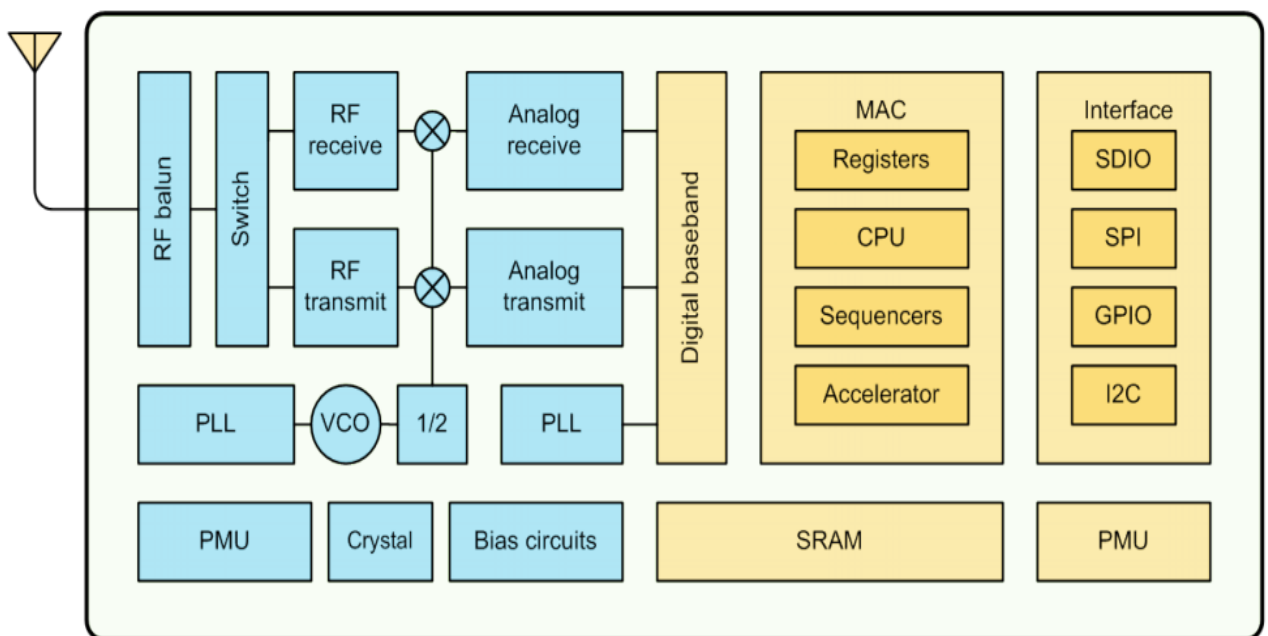 RF balun
Switch
RF
receive
Analog
receive
RF
transmit
Analog
transmit
PLL
VCO
1/2
PLL
Digital baseband
MAC
Registers
CPU
Sequencers
Accelerator
Interface
SDIO
SPI
GPIO
I2C
PMU
Crystal
Bias circuits
SRAM
PMU